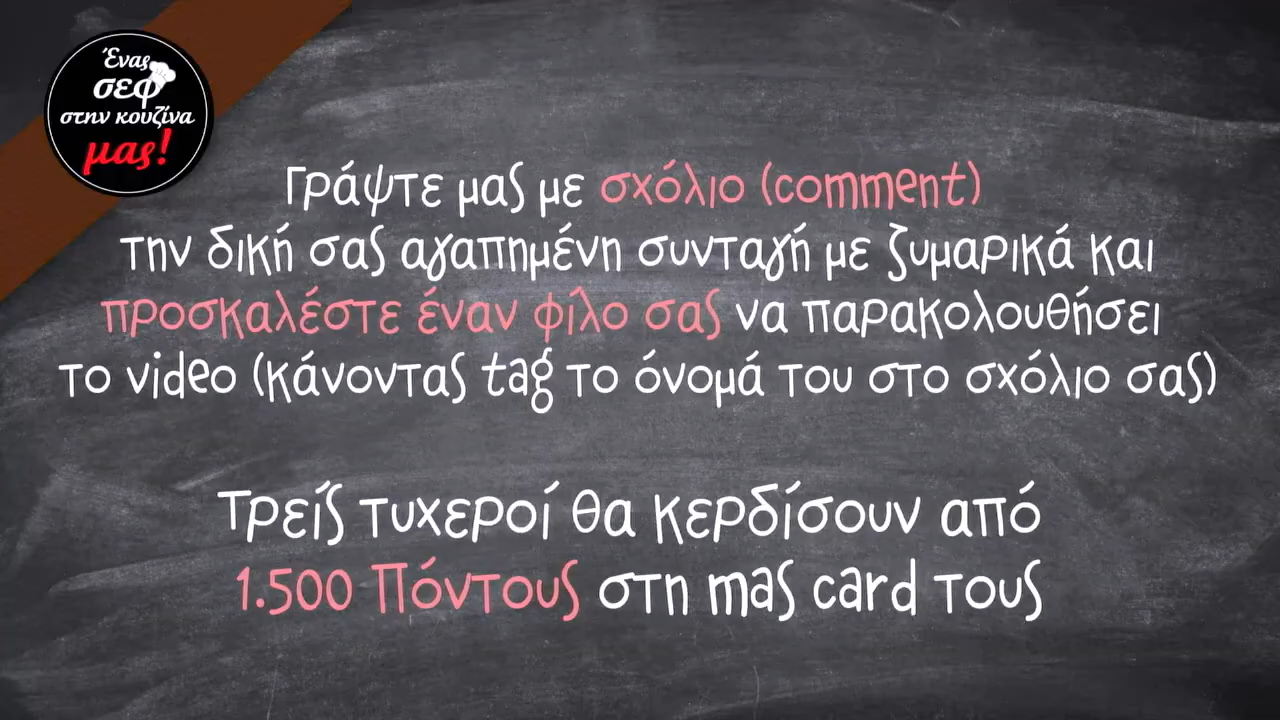 Ένας
σεφ
στην κουζίνα
μας!
Γράψτε μας με σχόλιο (comment)
την δική σας αγαπημένη συνταγή με ζυμαρικά και
προσκαλέστε έναν φίλο σας να παρακολουθήσει
το video (κάνοντας tag το όνομά του στο σχόλιο σας)
Τρείς τυχεροί θα κερδίσουν από
1.500 Πόντους στη mας card τους